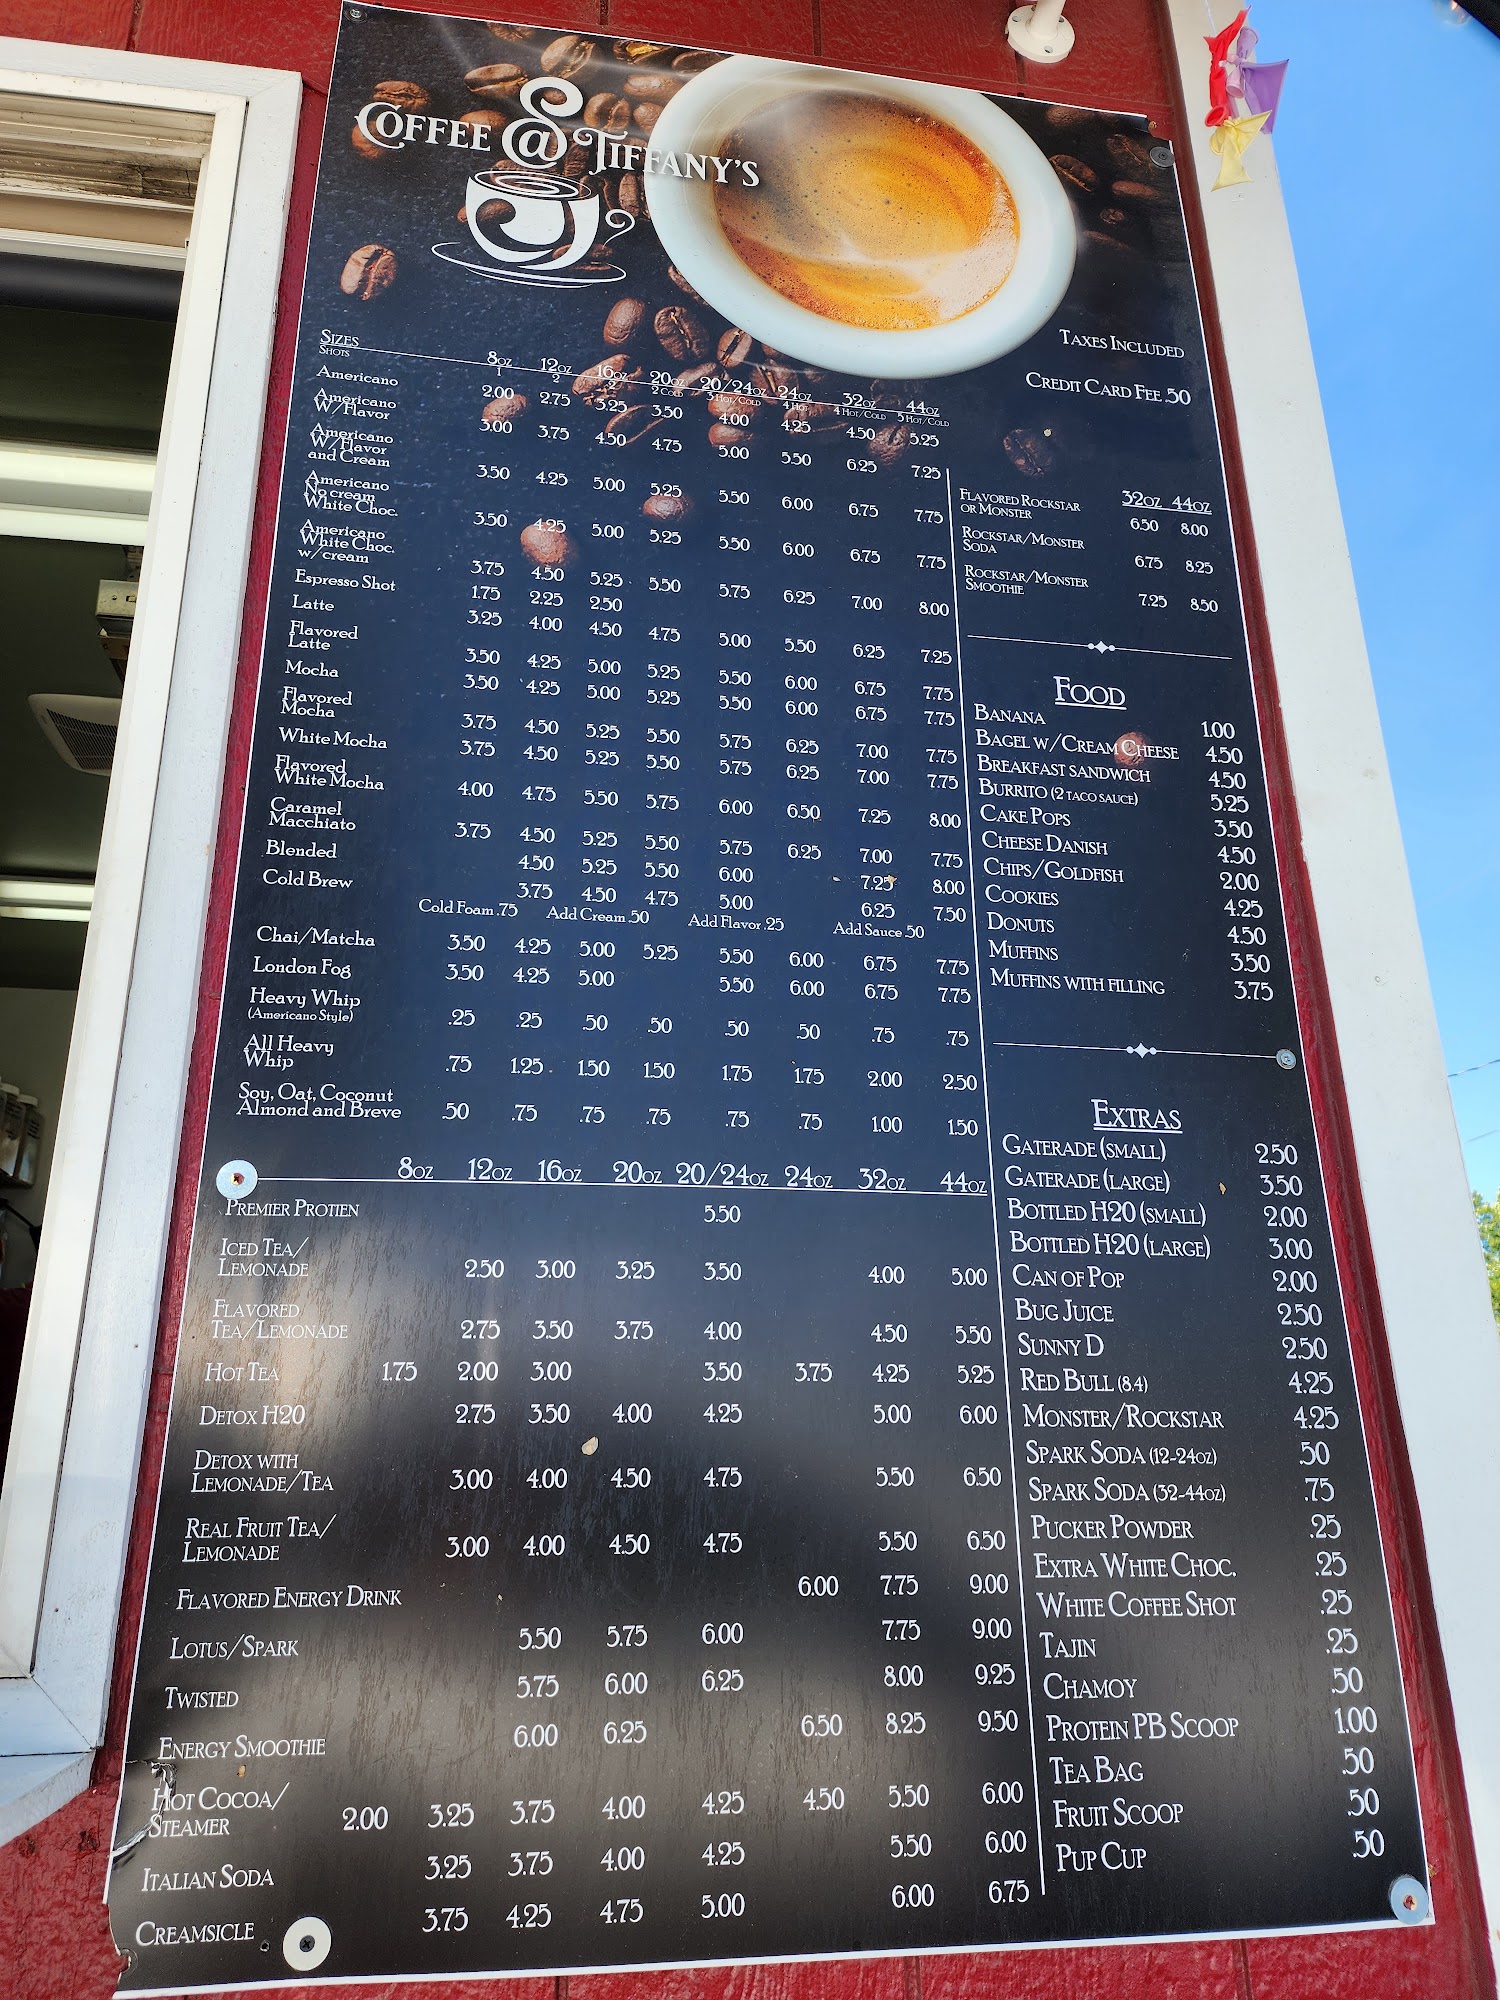 Coffee @ Tiffany's
Taxes Included
Credit Card Fee .50
Sizes 8oz 12oz 16oz 20oz 20/24oz 24oz 32oz 44oz
Shots 1 2 2 2 Cold 3 Hot/Cold 4 Hot 4 Hot/Cold 5 Hot/Cold
Americano 2.00 2.75 3.25 3.50 4.00 4.25 4.50 5.25
Americano
W/Flavor 3.00 3.75 4.50 4.75 5.00 5.50 6.25 7.25
Americano
W/Flavor
and Cream 3.50 4.25 5.00 5.25 5.50 6.00 6.75 7.75
Americano
No cream
White Choc. 3.50 4.25 5.00 5.25 5.50 6.00 6.75 7.75
Americano
White Choc.
w/cream 3.75 4.50 5.25 5.50 5.75 6.25 7.00 8.00
Espresso Shot 1.75 2.25 2.50
Latte 3.25 4.00 4.50 4.75 5.00 5.50 6.25 7.25
Flavored
Latte 3.50 4.25 5.00 5.25 5.50 6.00 6.75 7.75
Mocha 3.50 4.25 5.00 5.25 5.50 6.00 6.75 7.75
Flavored
Mocha 3.75 4.50 5.25 5.50 5.75 6.25 7.00 7.75
White Mocha 3.75 4.50 5.25 5.50 5.75 6.25 7.00 7.75
Flavored
White Mocha 4.00 4.75 5.50 5.75 6.00 6.50 7.25 8.00
Caramel
Macchiato 3.75 4.50 5.25 5.50 5.75 6.25 7.00 7.75
Blended 4.50 5.25 5.50 6.00 7.25 8.00
Cold Brew 3.75 4.50 4.75 5.00 6.25 7.50
Cold Foam .75 Add Cream .50 Add Flavor .25 Add Sauce .50
Chai/Matcha 3.50 4.25 5.00 5.25 5.50 6.00 6.75 7.75
London Fog 3.50 4.25 5.00 5.50 6.00 6.75 7.75
Heavy Whip
(Americano Style) .25 .25 .50 .50 .50 .50 .75 .75
All Heavy
Whip .75 1.25 1.50 1.50 1.75 1.75 2.00 2.50
Soy, Oat, Coconut
Almond and Breve .50 .75 .75 .75 .75 .75 1.00 1.50
8oz 12oz 16oz 20oz 20/24oz 24oz 32oz 44oz
Premier Protien 5.50
Iced Tea/
Lemonade 2.50 3.00 3.25 3.50 4.00 5.00
Flavored
Tea/Lemonade 2.75 3.50 3.75 4.00 4.50 5.50
Hot Tea 1.75 2.00 3.00 3.50 3.75 4.25 5.25
Detox H20 2.75 3.50 4.00 4.25 5.00 6.00
Detox with
Lemonade/Tea 3.00 4.00 4.50 4.75 5.50 6.50
Real Fruit Tea/
Lemonade 3.00 4.00 4.50 4.75 5.50 6.50
Flavored Energy Drink 6.00 7.75 9.00
Lotus/Spark 5.50 5.75 6.00 7.75 9.00
Twisted 5.75 6.00 6.25 8.00 9.25
Energy Smoothie 6.00 6.25 6.50 8.25 9.50
Hot Cocoa/
Steamer 2.00 3.25 3.75 4.00 4.25 4.50 5.50 6.00
Italian Soda 3.25 3.75 4.00 4.25 5.50 6.00
Creamsicle 3.75 4.25 4.75 5.00 6.00 6.75
32oz 44oz
Flavored Rockstar
or Monster 6.50 8.00
Rockstar/Monster
Soda 6.75 8.25
Rockstar/Monster
Smoothie 7.25 8.50
Food
Banana 1.00
Bagel w/Cream Cheese 4.50
Breakfast sandwich 4.50
Burrito (2 taco sauce) 5.25
Cake Pops 3.50
Cheese Danish 4.50
Chips/Goldfish 2.00
Cookies 4.25
Donuts 4.50
Muffins 3.50
Muffins with filling 3.75
Extras
Gaterade (small) 2.50
Gaterade (large) 3.50
Bottled H20 (small) 2.00
Bottled H20 (large) 3.00
Can of Pop 2.00
Bug Juice 2.50
Sunny D 2.50
Red Bull (8.4) 4.25
Monster/Rockstar 4.25
Spark Soda (12-24oz) .50
Spark Soda (32-44oz) .75
Pucker Powder .25
Extra White Choc. .25
White Coffee Shot .25
Tajin .25
Chamoy .50
Protein PB Scoop 1.00
Tea Bag .50
Fruit Scoop .50
Pup Cup .50